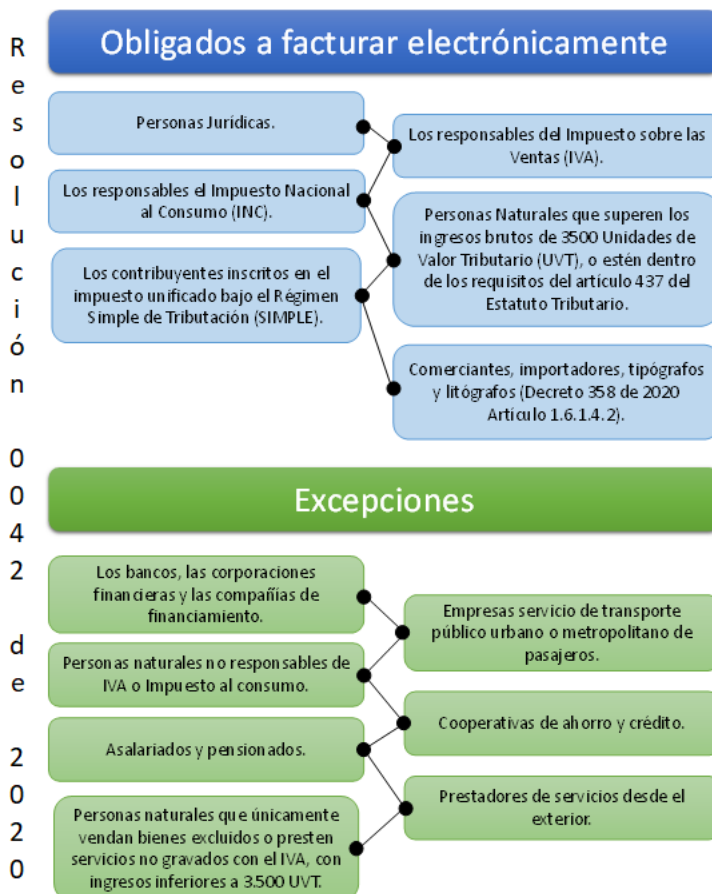 Resolución 0042 de 2020
Obligados a facturar electrónicamente
Personas Jurídicas.
Los responsables del Impuesto sobre las
Ventas (IVA).
Los responsables el Impuesto Nacional
al Consumo (INC).
Personas Naturales que superen los
ingresos brutos de 3500 Unidades de
Valor Tributario (UVT), o estén dentro
de los requisitos del artículo 437 del
Estatuto Tributario.
Los contribuyentes inscritos en el
impuesto unificado bajo el Régimen
Simple de Tributación (SIMPLE).
Comerciantes, importadores, tipógrafos
y litógrafos (Decreto 358 de 2020
Artículo 1.6.1.4.2).
Excepciones
Los bancos, las corporaciones
financieras y las compañías de
financiamiento.
Empresas servicio de transporte
público urbano o metropolitano de
pasajeros.
Personas naturales no responsables de
IVA o Impuesto al consumo.
Cooperativas de ahorro y crédito.
Asalariados y pensionados.
Prestadores de servicios desde el
exterior.
Personas naturales que únicamente
vendan bienes excluidos o presten
servicios no gravados con el IVA, con
ingresos inferiores a 3.500 UVT.